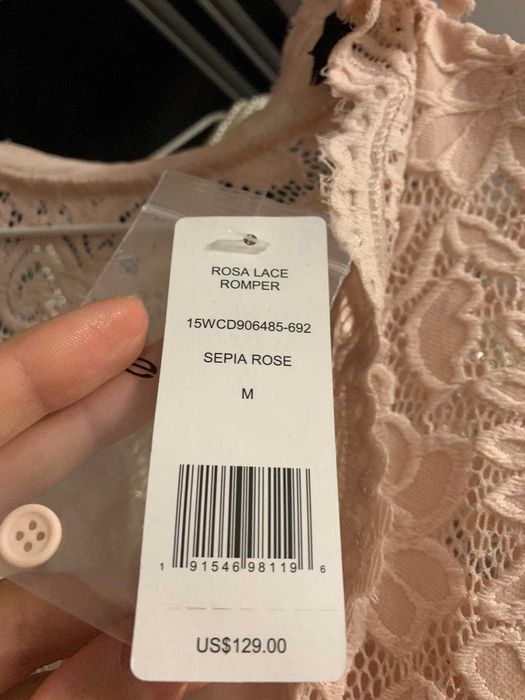 ROSA LACE
ROMPER
15WCD906485-692
SEPIA ROSE
M
1 91546 98119 6
US$129.00